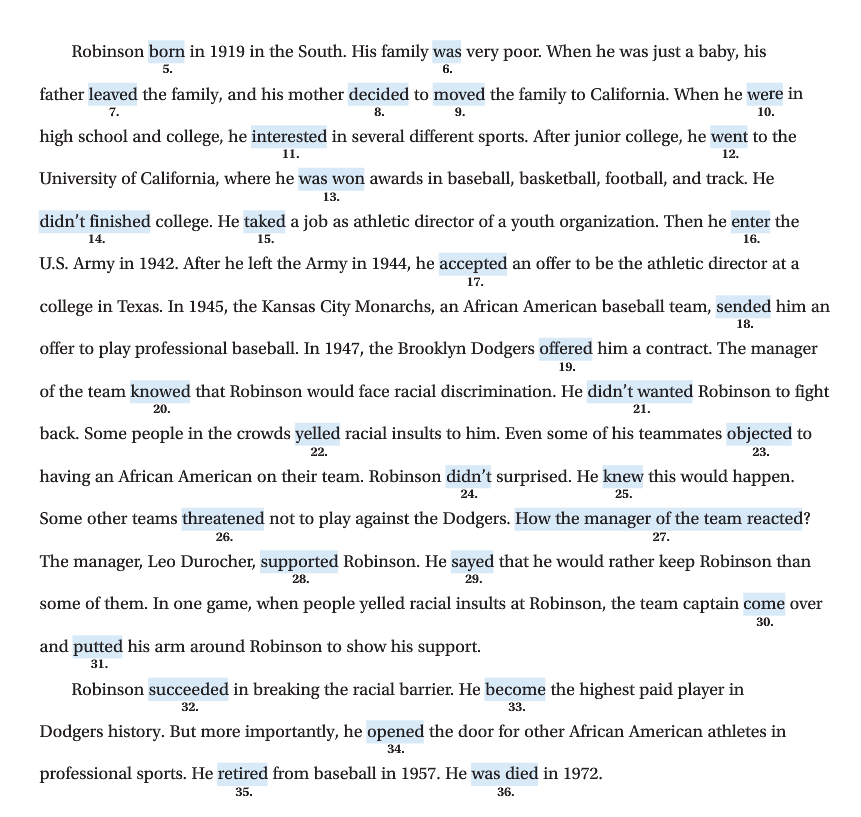 Robinson born in 1919 in the South. His family was very poor. When he was just a baby, his
5. 6.
father leaved the family, and his mother decided to moved the family to California. When he were in
7. 8. 9. 10.
high school and college, he interested in several different sports. After junior college, he went to the
11. 12.
University of California, where he was won awards in baseball, basketball, football, and track. He
13.
didn’t finished college. He taked a job as athletic director of a youth organization. Then he enter the
14. 15. 16.
U.S. Army in 1942. After he left the Army in 1944, he accepted an offer to be the athletic director at a
17.
college in Texas. In 1945, the Kansas City Monarchs, an African American baseball team, sended him an
18.
offer to play professional baseball. In 1947, the Brooklyn Dodgers offered him a contract. The manager
19.
of the team knowed that Robinson would face racial discrimination. He didn’t wanted Robinson to fight
20. 21.
back. Some people in the crowds yelled racial insults to him. Even some of his teammates objected to
22. 23.
having an African American on their team. Robinson didn’t surprised. He knew this would happen.
24. 25.
Some other teams threatened not to play against the Dodgers. How the manager of the team reacted?
26. 27.
The manager, Leo Durocher, supported Robinson. He sayed that he would rather keep Robinson than
28. 29.
some of them. In one game, when people yelled racial insults at Robinson, the team captain come over
30.
and putted his arm around Robinson to show his support.
31.
Robinson succeeded in breaking the racial barrier. He become the highest paid player in
32. 33.
Dodgers history. But more importantly, he opened the door for other African American athletes in
34.
professional sports. He retired from baseball in 1957. He was died in 1972.
35. 36.